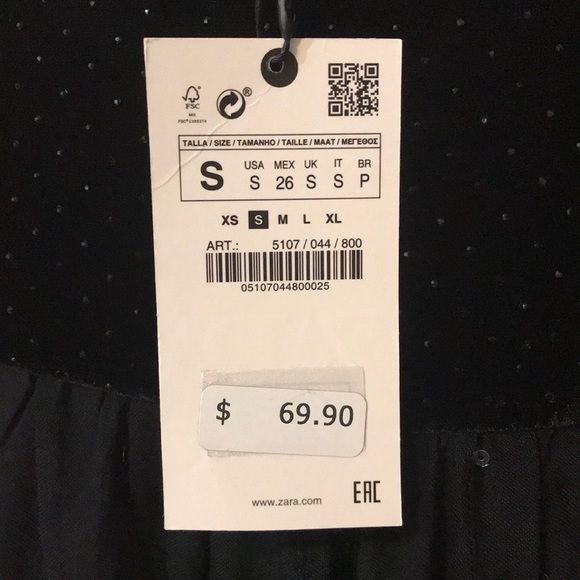 FSC
®
TALLA / SIZE / TAMANHO / TAILLE / MAAT / ΜΕΓΕΘΟΣ
S USA MEX UK IT BR
S 26 S S P
XS S M L XL
ART.: 5107 / 044 / 800
05107044800025
$ 69.90
www.zara.com
EAC